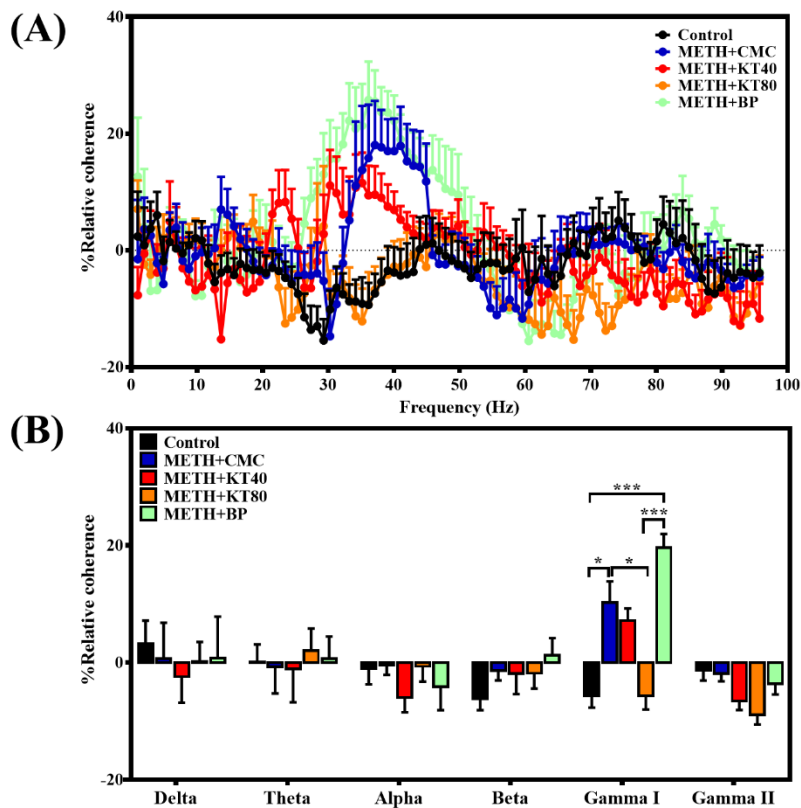 (A)
40
20
0
-20
%Relative coherence
Control
METH+CMC
METH+KT40
METH+KT80
METH+BP
0 10 20 30 40 50 60 70 80 90 100
Frequency (Hz)
(B)
40
20
0
-20
%Relative coherence
Control
METH+CMC
METH+KT40
METH+KT80
METH+BP
***
***
* *
Delta Theta Alpha Beta Gamma I Gamma II